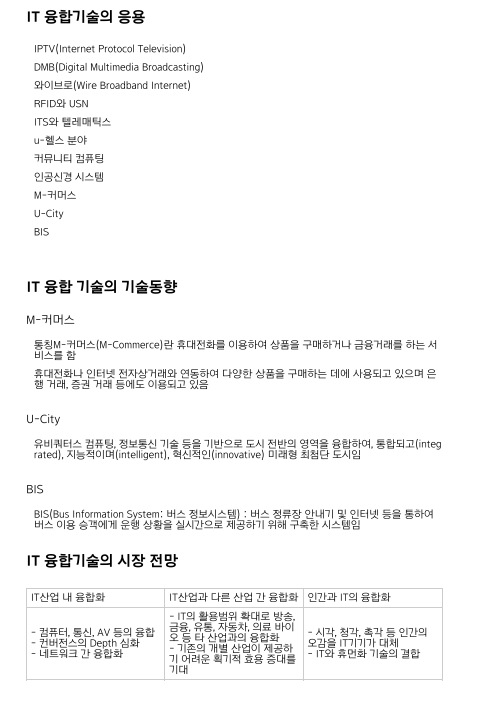 IT 융합기술의 응용
IPTV(Internet Protocol Television)
DMB(Digital Multimedia Broadcasting)
와이브로(Wire Broadband Internet)
RFID와 USN
ITS와 텔레매틱스
u-헬스 분야
커뮤니티 컴퓨팅
인공신경 시스템
M-커머스
U-City
BIS
IT 융합 기술의 기술동향
M-커머스
통칭M-커머스(M-Commerce)란 휴대전화를 이용하여 상품을 구매하거나 금융거래를 하는 서
비스를 함
휴대전화나 인터넷 전자상거래와 연동하여 다양한 상품을 구매하는 데에 사용되고 있으며 은
행 거래, 증권 거래 등에도 이용되고 있음
U-City
유비쿼터스 컴퓨팅, 정보통신 기술 등을 기반으로 도시 전반의 영역을 융합하여, 통합되고(integ
rated), 지능적이며(intelligent), 혁신적인(innovative) 미래형 최첨단 도시임
BIS
BIS(Bus Information System: 버스 정보시스템) : 버스 정류장 안내기 및 인터넷 등을 통하여
버스 이용 승객에게 운행 상황을 실시간으로 제공하기 위해 구축한 시스템임
IT 융합기술의 시장 전망
IT산업 내 융합화
- 컴퓨터, 통신, AV 등의 융합
- 컨버전스의 Depth 심화
- 네트워크 간 융합화
IT산업과 다른 산업 간 융합화
- IT의 활용범위 확대로 방송,
금융, 유통, 자동차, 의료 바이
오 등 타 산업과의 융합화
- 기존의 개별 산업이 제공하
기 어려운 획기적 효용 증대를
기대
인간과 IT의 융합화
- 시각, 청각, 촉각 등 인간의
오감을 IT기기가 대체
- IT와 휴먼화 기술의 결합